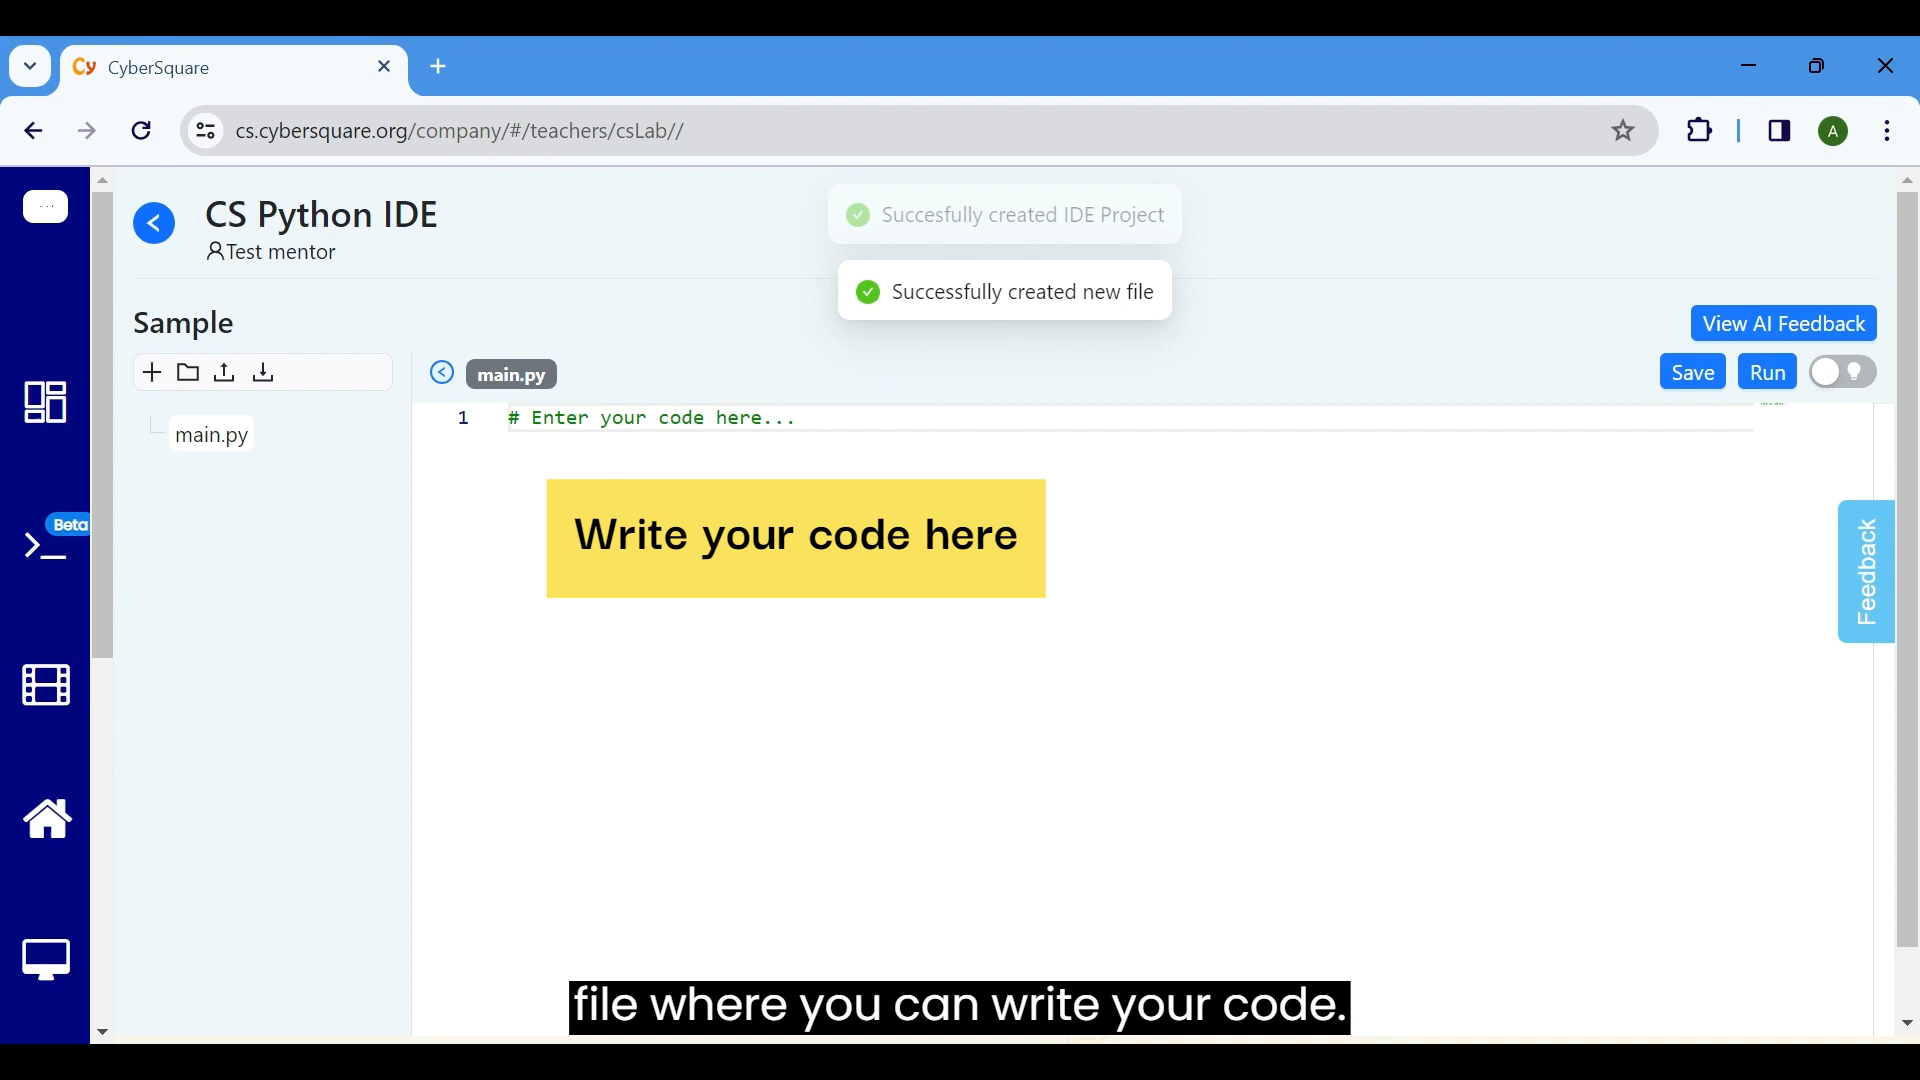 Cy CyberSquare
cs.cybersquare.org/company/#/teachers/csLab//
A
CS Python IDE
Test mentor
Succesfully created IDE Project
Successfully created new file
Sample
View AI Feedback
main.py
Save
Run
1 # Enter your code here...
main.py
Beta
Write your code here
Feedback
file where you can write your code.